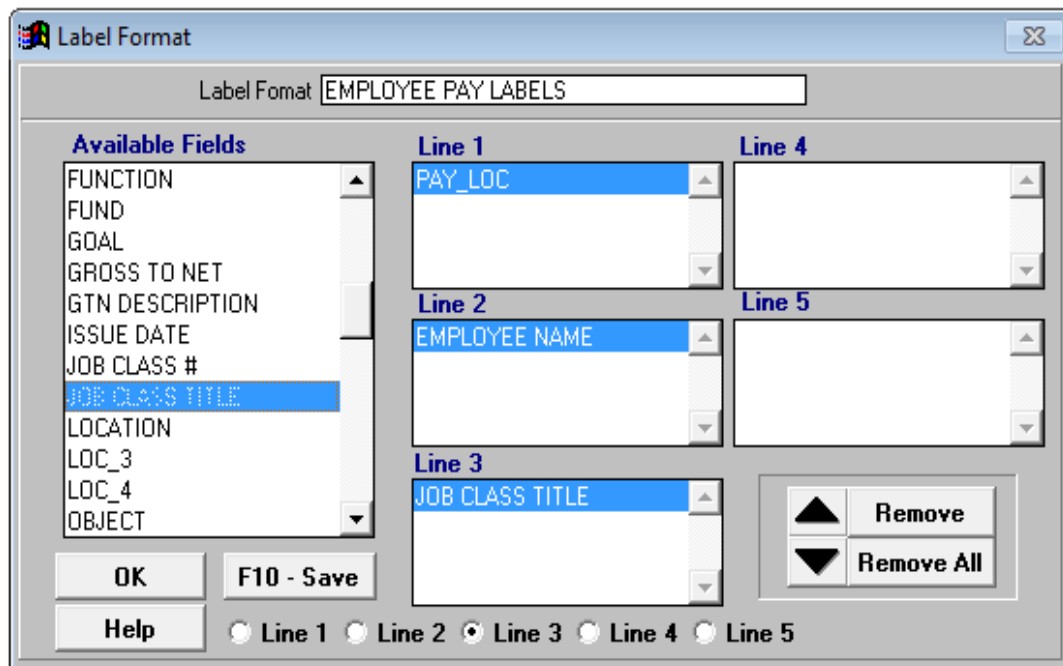 Label Format
Label Fomat EMPLOYEE PAY LABELS
Available Fields
FUNCTION
FUND
GOAL
GROSS TO NET
GTN DESCRIPTION
ISSUE DATE
JOB CLASS #
JOB CLASS TITLE
LOCATION
LOC_3
LOC_4
OBJECT
Line 1
PAY_LOC
Line 2
EMPLOYEE NAME
Line 3
JOB CLASS TITLE
Line 4
Line 5
Remove
Remove All
OK
F10 - Save
Help
Line 1 Line 2 Line 3 Line 4 Line 5